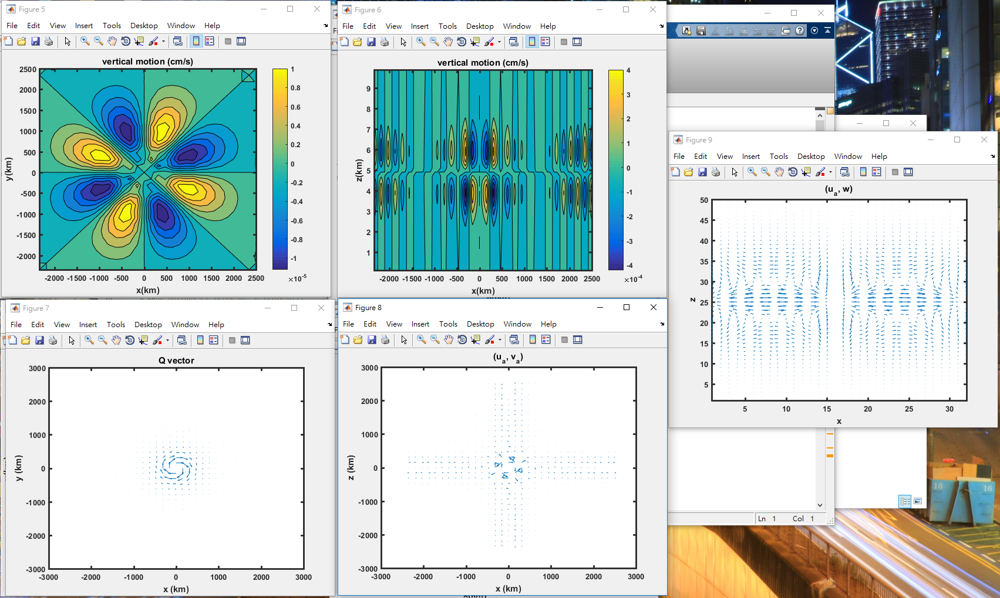 Figure 5
File Edit View Insert Tools Desktop Window Help
vertical motion (cm/s)
2500
2000
1500
1000
500
0
-500
-1000
-1500
-2000
y(km)
-2000 -1500 -1000 -500 0 500 1000 1500 2000 2500
x(km)
1
0.8
0.6
0.4
0.2
0
-0.2
-0.4
-0.6
-0.8
-1
×10-5
Figure 6
File Edit View Insert Tools Desktop Window Help
vertical motion (cm/s)
9
8
7
6
5
4
3
2
1
z(km)
-2000 -1500 -1000 -500 0 500 1000 1500 2000 2500
x(km)
4
3
2
1
0
-1
-2
-3
-4
×10-4
Figure 9
File Edit View Insert Tools Desktop Window Help
(ua, w)
50
45
40
35
30
25
20
15
10
5
z
5 10 15 20 25 30
x
Figure 7
File Edit View Insert Tools Desktop Window Help
Q vector
3000
2000
1000
0
-1000
-2000
-3000
y (km)
-3000 -2000 -1000 0 1000 2000 3000
x (km)
Figure 8
File Edit View Insert Tools Desktop Window Help
(ua, va)
3000
2000
1000
0
-1000
-2000
-3000
z (km)
-3000 -2000 -1000 0 1000 2000 3000
x (km)
Ln 1 Col 1
16
16